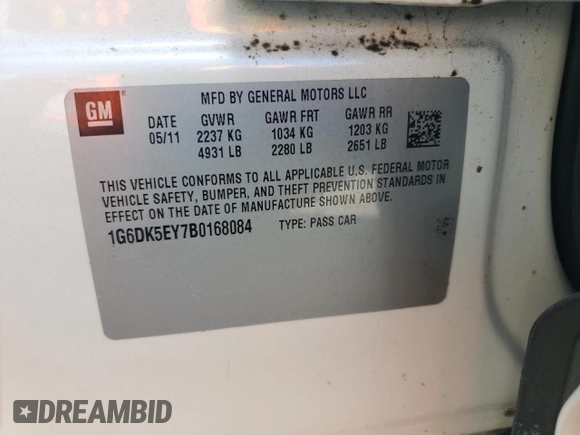 GM
MFD BY GENERAL MOTORS LLC
DATE GVWR GAWR FRT GAWR RR
05/11 2237 KG 1034 KG 1203 KG
4931 LB 2280 LB 2651 LB
THIS VEHICLE CONFORMS TO ALL APPLICABLE U.S. FEDERAL MOTOR
VEHICLE SAFETY, BUMPER, AND THEFT PREVENTION STANDARDS IN
EFFECT ON THE DATE OF MANUFACTURE SHOWN ABOVE.
1G6DK5EY7B0168084 TYPE: PASS CAR
DREAMBID